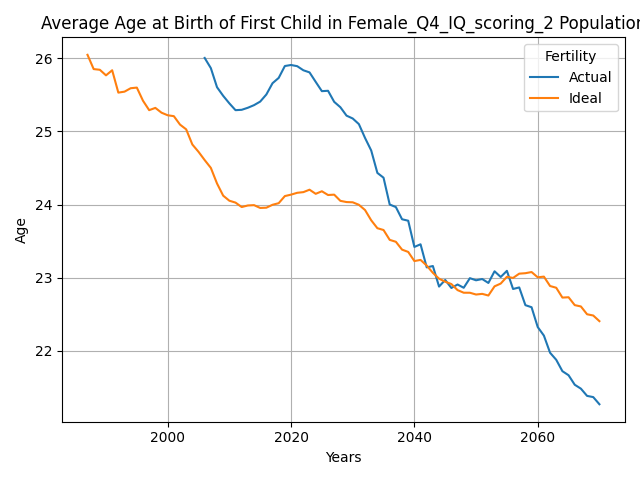 Average Age at Birth of First Child in Female_Q4_IQ_scoring_2 Population
Fertility
Actual
Ideal
26
25
24
23
22
Age
2000
2020
2040
2060
Years